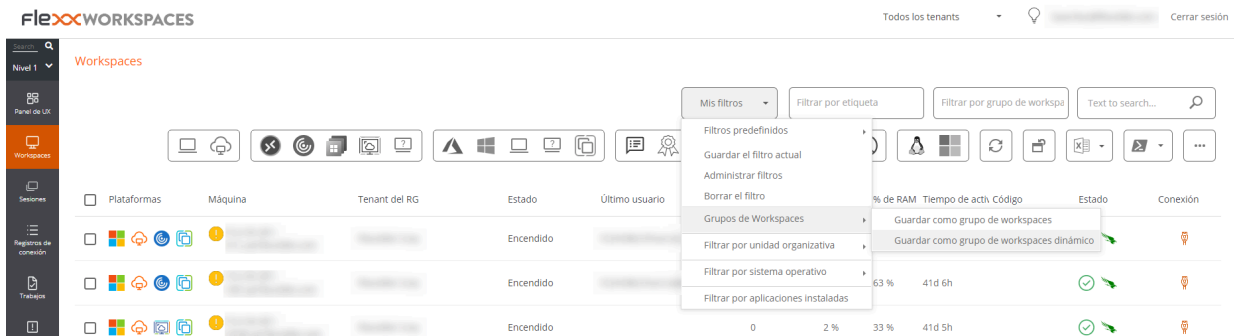 FlexxWORKSPACES
Todos los tenants
Cerrar sesión
Search
Nivel 1
Workspaces
Panel de UX
Mis filtros
Filtrar por etiqueta
Filtrar por grupo de workspa
Text to search...
Workspaces
Filtros predefinidos
Guardar el filtro actual
Administrar filtros
Borrar el filtro
Grupos de Workspaces
Guardar como grupo de workspaces
Guardar como grupo de workspaces dinámico
Filtrar por unidad organizativa
Filtrar por sistema operativo
Filtrar por aplicaciones instaladas
Sesiones
Plataformas Máquina Tenant del RG Estado Último usuario % de RAM Tiempo de activ Código Estado Conexión
Registros de
conexión
Encendido
Encendido 63 % 41d 6h
Trabajos
Encendido 0 2 % 33 % 41d 5h